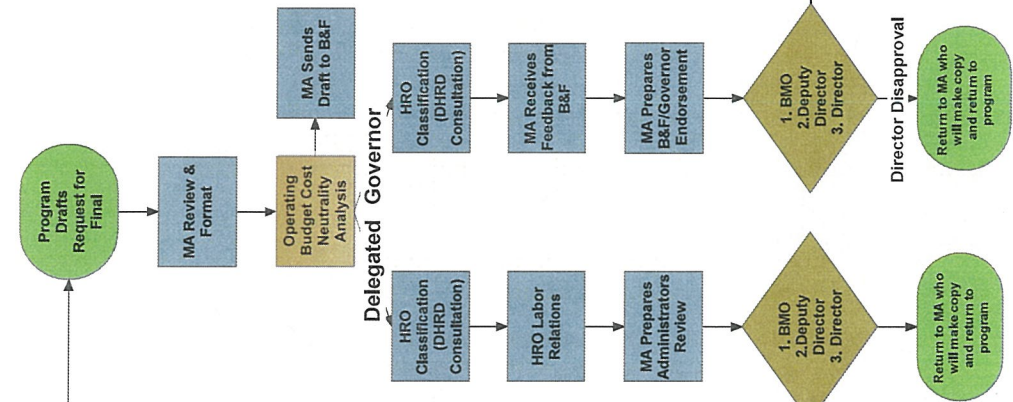 Program
Drafts
Request for
Final
MA Review &
Format
Operating
Budget Cost
Neutrality
Analysis
MA Sends
Draft to B&F
Delegated
Governor
HRO
Classification
(DHRD
Consultation)
HRO Labor
Relations
MA Prepares
Administrators
Review
1. BMO
2.Deputy
Director
3. Director
Return to MA who
will make copy
and return to
program
HRO
Classification
(DHRD
Consultation)
MA Receives
Feedback from
B&F
MA Prepares
B&F/Governor
Endorsement
1. BMO
2.Deputy
Director
3. Director
Director Disapproval
Return to MA who
will make copy
and return to
program